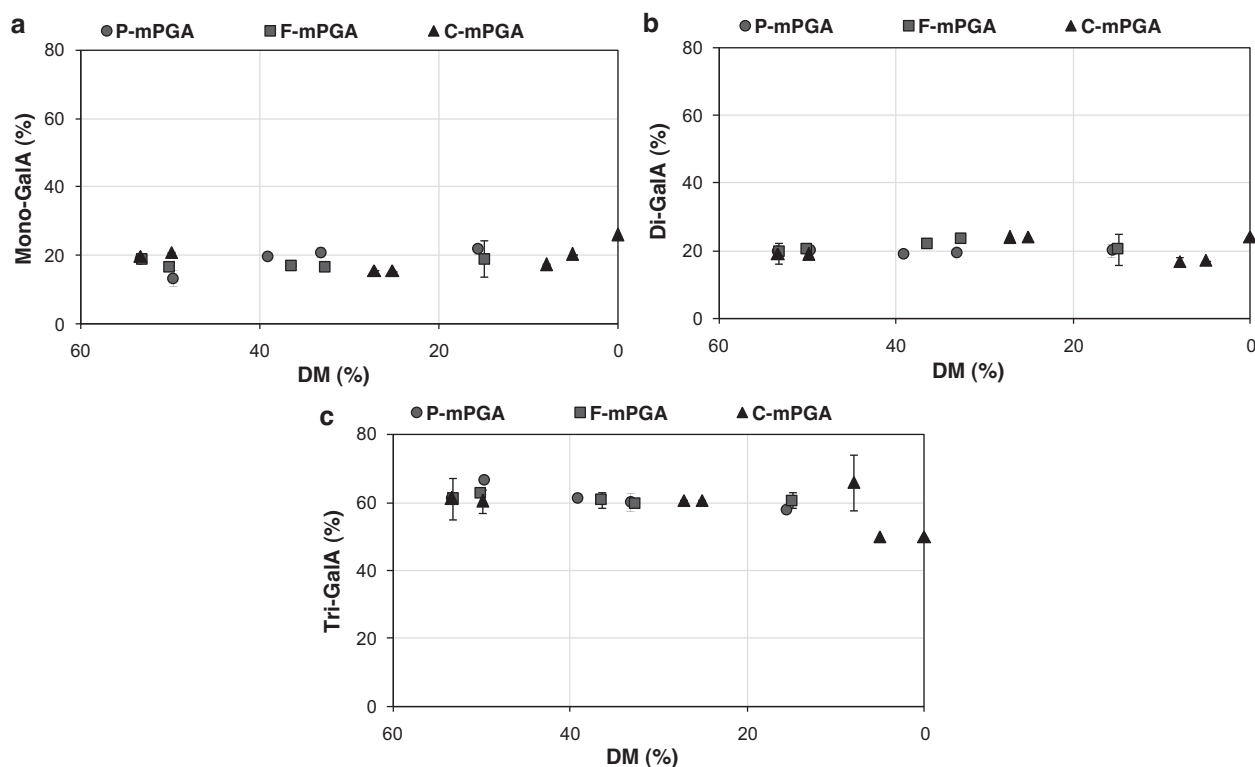 a
P-mPGA F-mPGA C-mPGA
Mono-GalA (%)
80
60
40
20
0
60 40 20 0
DM (%)
b
P-mPGA F-mPGA C-mPGA
Di-GalA (%)
80
60
40
20
0
60 40 20 0
DM (%)
c
P-mPGA F-mPGA C-mPGA
Tri-GalA (%)
80
60
40
20
0
60 40 20 0
DM (%)